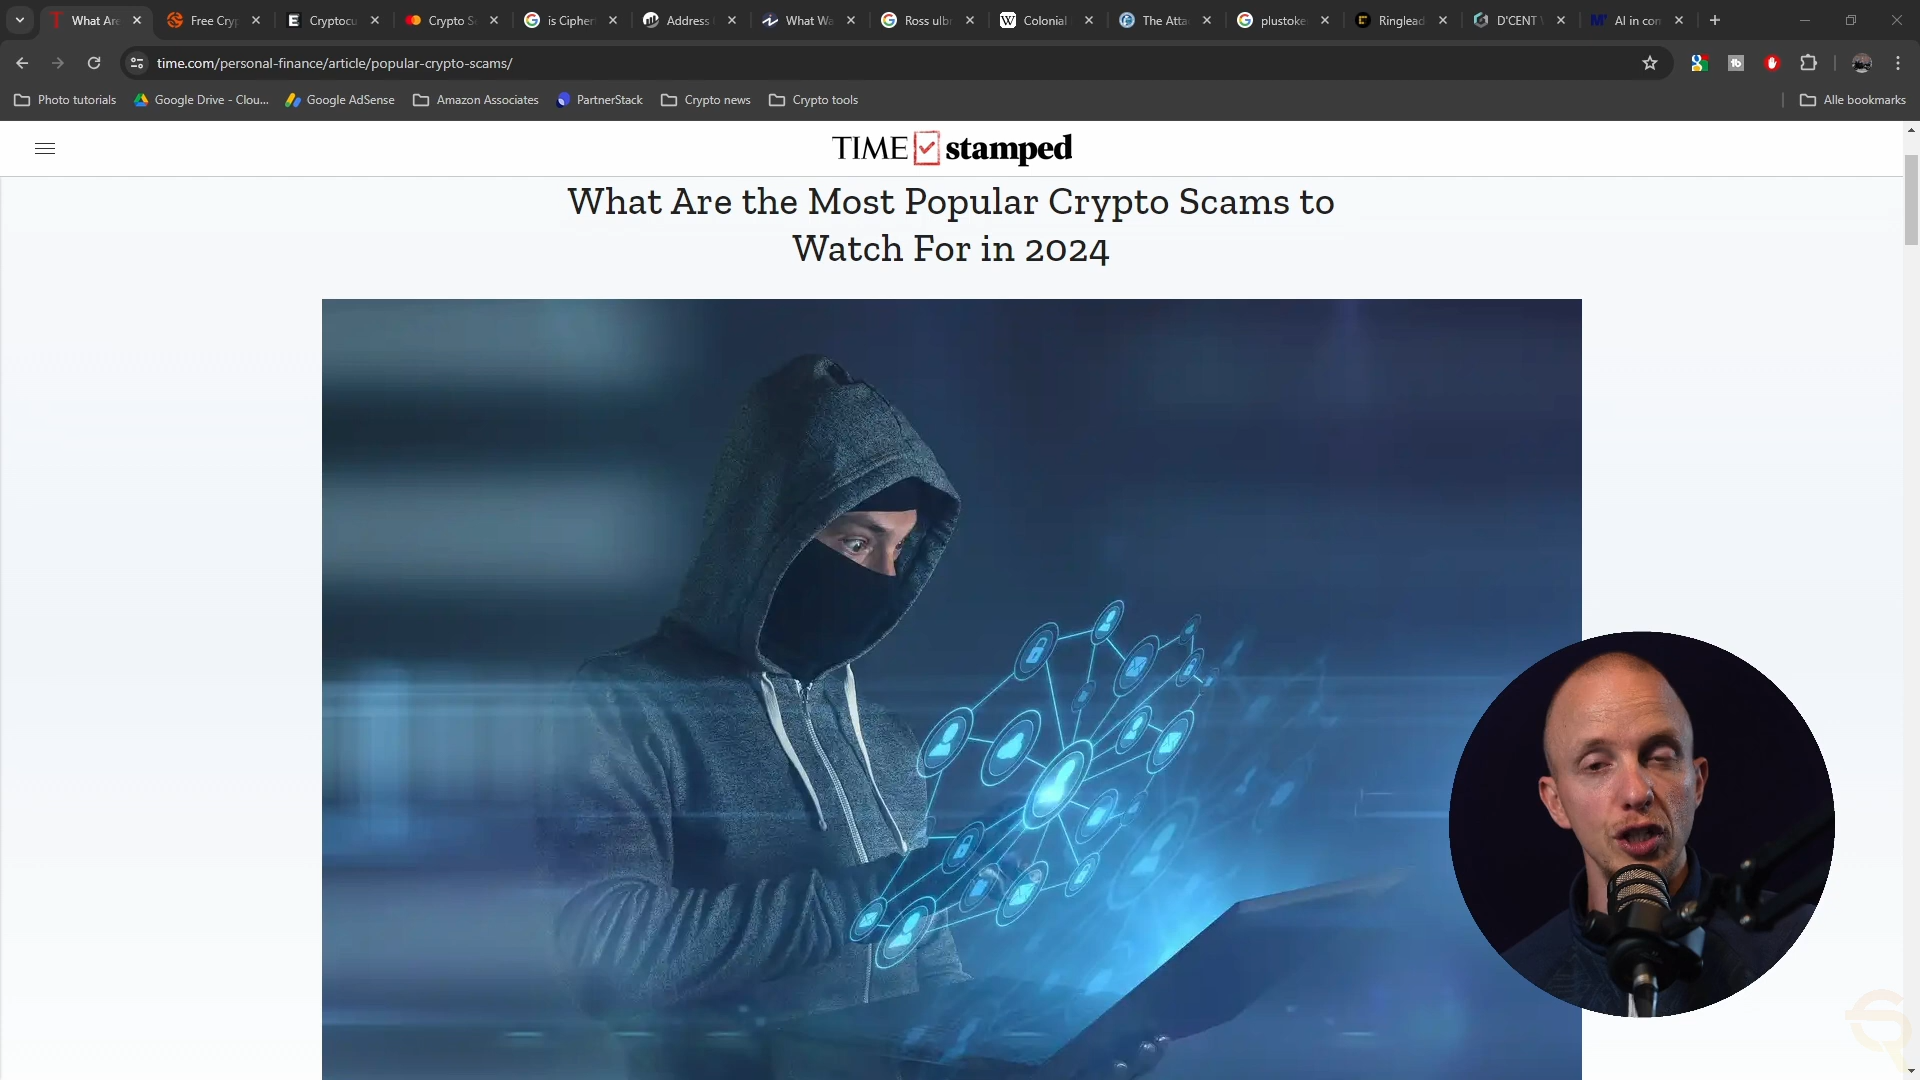 What Are
Free Cryp
Cryptocu
Crypto S
is Cipher
Address
What Wa
Ross ulb
Colonial
The Atta
plustoke
Ringlead
D'CENT
AI in con
time.com/personal-finance/article/popular-crypto-scams/
Photo tutorials
Google Drive - Clou...
Google AdSense
Amazon Associates
PartnerStack
Crypto news
Crypto tools
Alle bookmarks
TIME stamped
What Are the Most Popular Crypto Scams to
Watch For in 2024